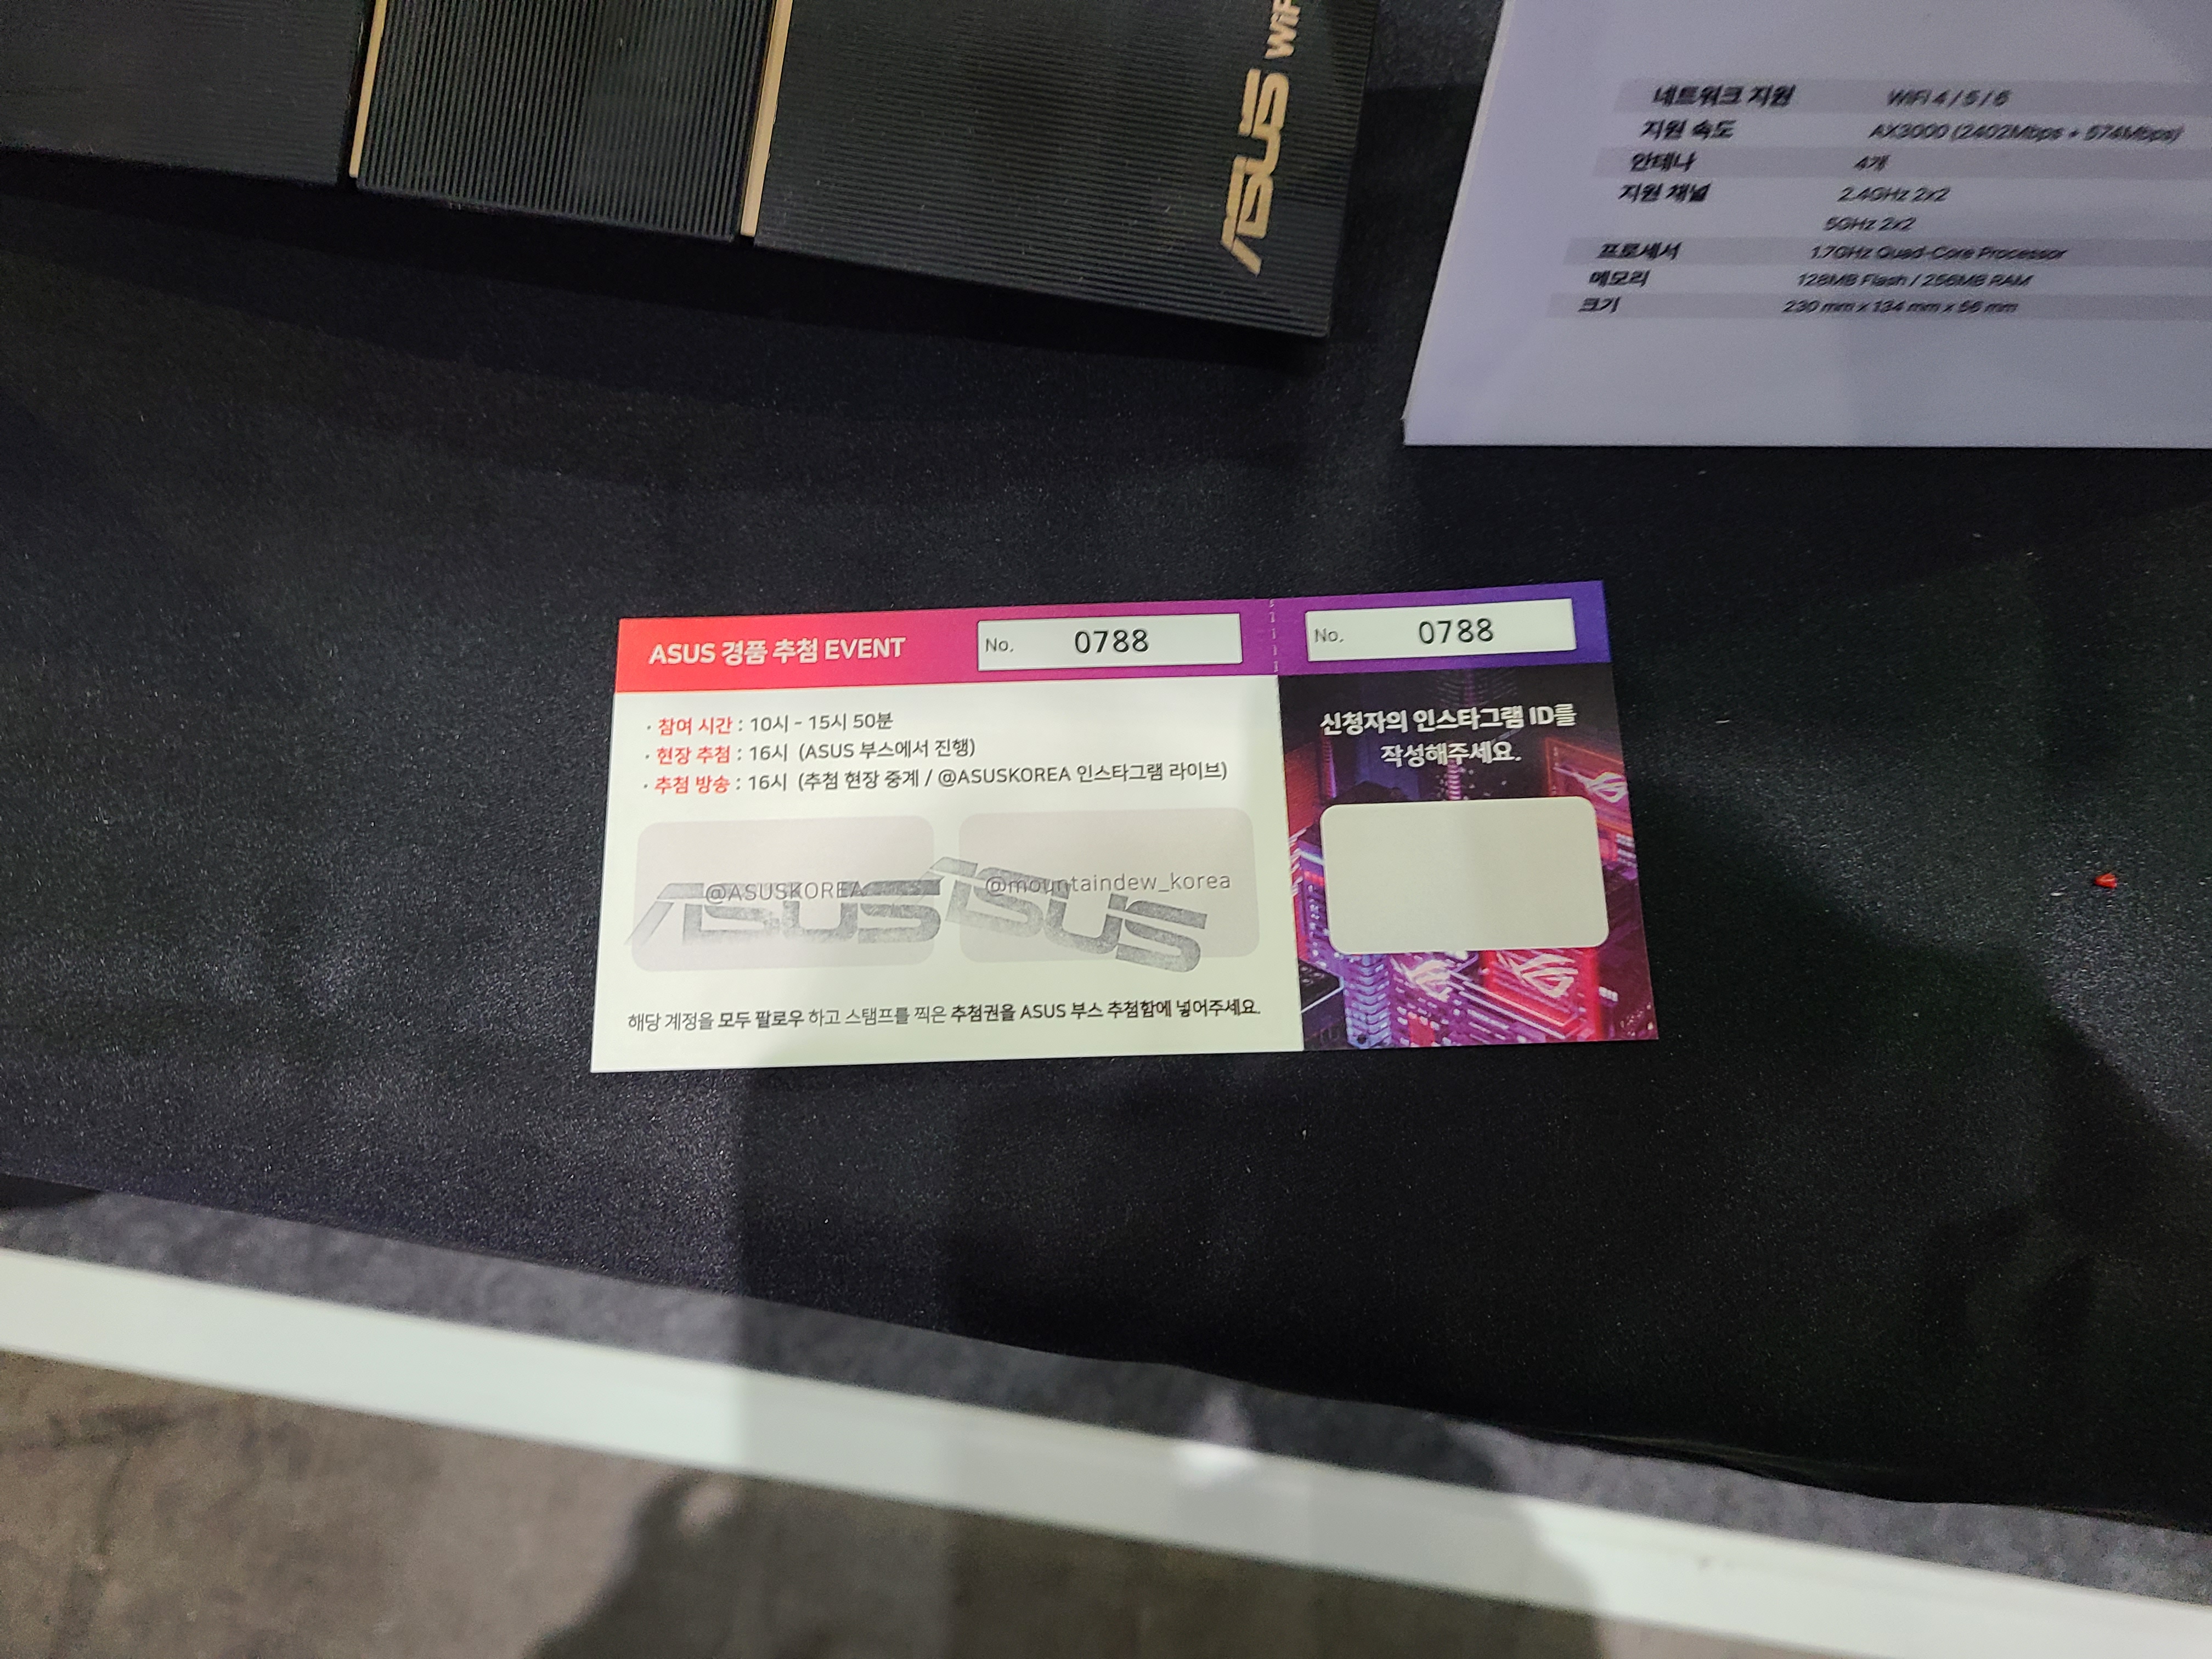 ASUS WiF
네트워크 지원 WiFi 4 / 5 / 6
지원 속도 AX3000 (2402Mbps + 574Mbps)
안테나 4개
지원 채널 2.4GHz 2x2
5GHz 2x2
프로세서 1.7GHz Quad-Core Processor
메모리 128MB Flash / 256MB RAM
크기 230 mm x 134 mm x 56 mm
ASUS 경품 추첨 EVENT
No. 0788
· 참여 시간 : 10시 - 15시 50분
· 현장 추첨 : 16시 (ASUS 부스에서 진행)
· 추첨 방송 : 16시 (추첨 현장 중계 / @ASUSKOREA 인스타그램 라이브)
@ASUSKOREA
ASUS
@mountaindew_korea
ASUS
해당 계정을 모두 팔로우 하고 스탬프를 찍은 추첨권을 ASUS 부스 추첨함에 넣어주세요.
No. 0788
신청자의 인스타그램 ID를
작성해주세요.